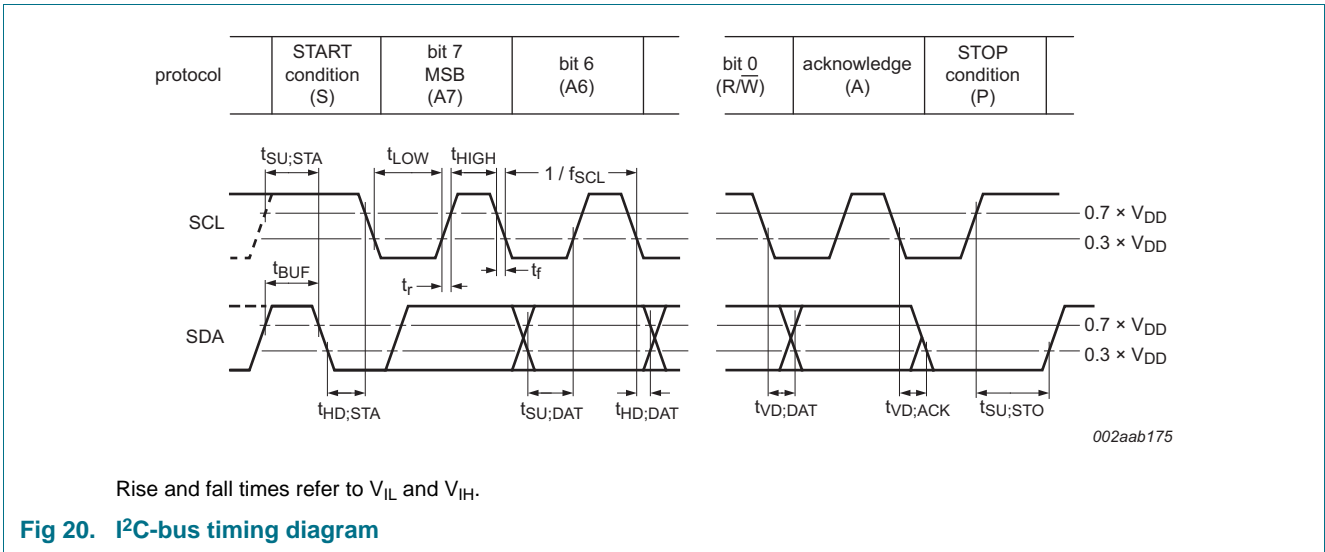 protocol
START
condition
(S)
bit 7
MSB
(A7)
bit 6
(A6)
bit 0
(R/W̅)
acknowledge
(A)
STOP
condition
(P)
tSU;STA
tLOW
tHIGH
1 / fSCL
SCL
0.7 × VDD
0.3 × VDD
tBUF
tr
tf
SDA
0.7 × VDD
0.3 × VDD
tHD;STA
tSU;DAT
tHD;DAT
tVD;DAT
tVD;ACK
tSU;STO
002aab175
Rise and fall times refer to VIL and VIH.
Fig 20. I²C-bus timing diagram